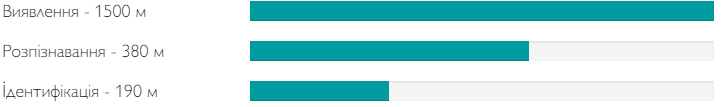 Виявлення - 1500 м
Розпізнавання - 380 м
Ідентифікація - 190 м